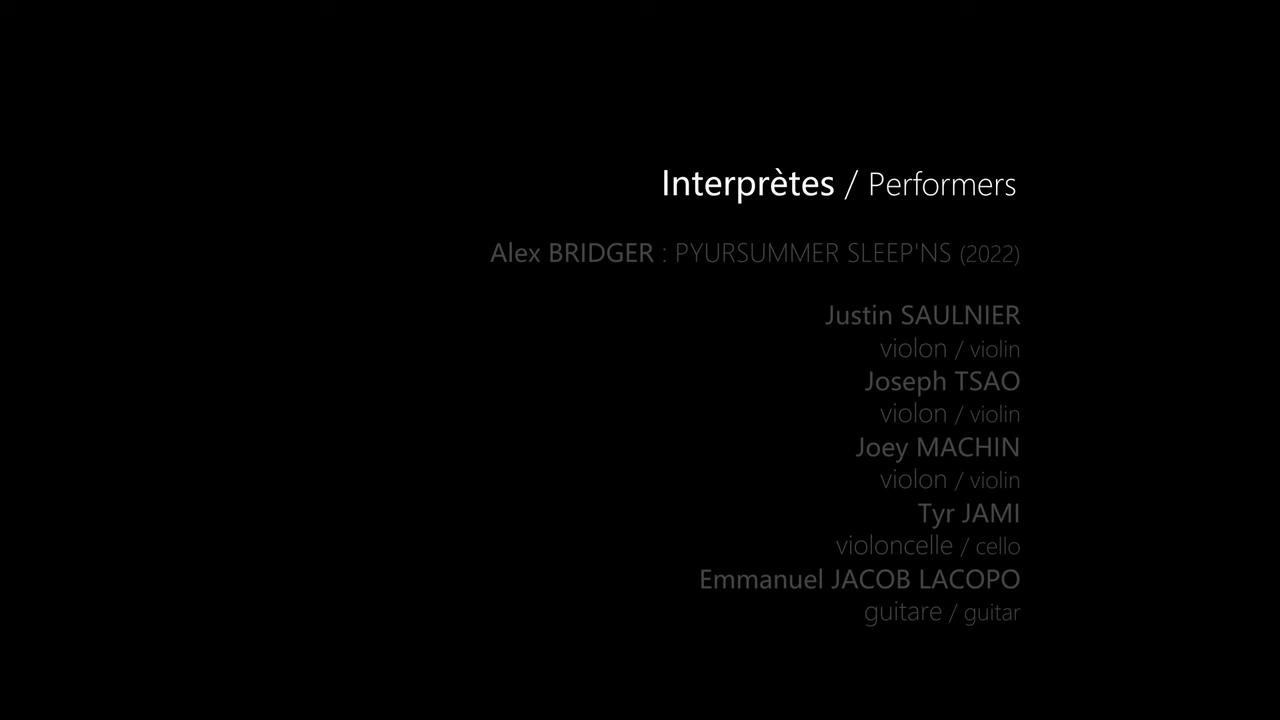 Interprètes / Performers
Alex BRIDGER : PYURSUMMER SLEEP'NS (2022)
Justin SAULNIER
violon / violin
Joseph TSAO
violon / violin
Joey MACHIN
violon / violin
Tyr JAMI
violoncelle / cello
Emmanuel JACOB LACOPO
guitare / guitar